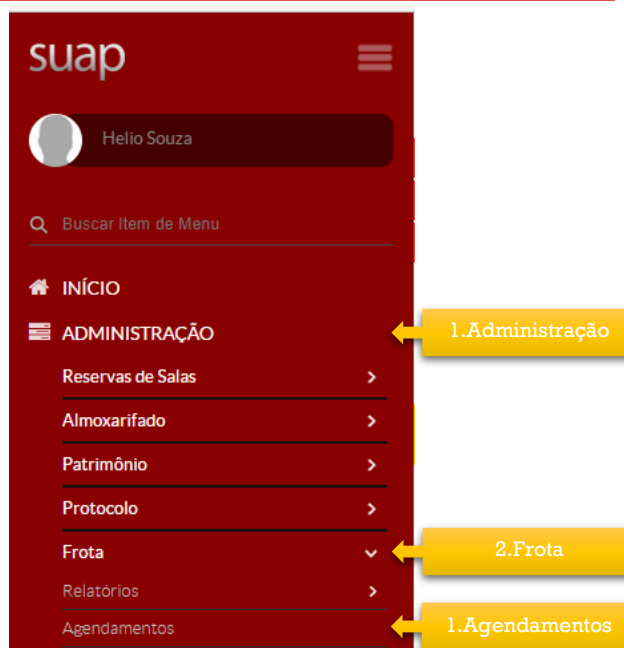 suap
Helio Souza
Buscar Item de Menu
INÍCIO
ADMINISTRAÇÃO
1.Administração
Reservas de Salas
Almoxarifado
Patrimônio
Protocolo
Frota
2.Frota
Relatórios
Agendamentos
1.Agendamentos